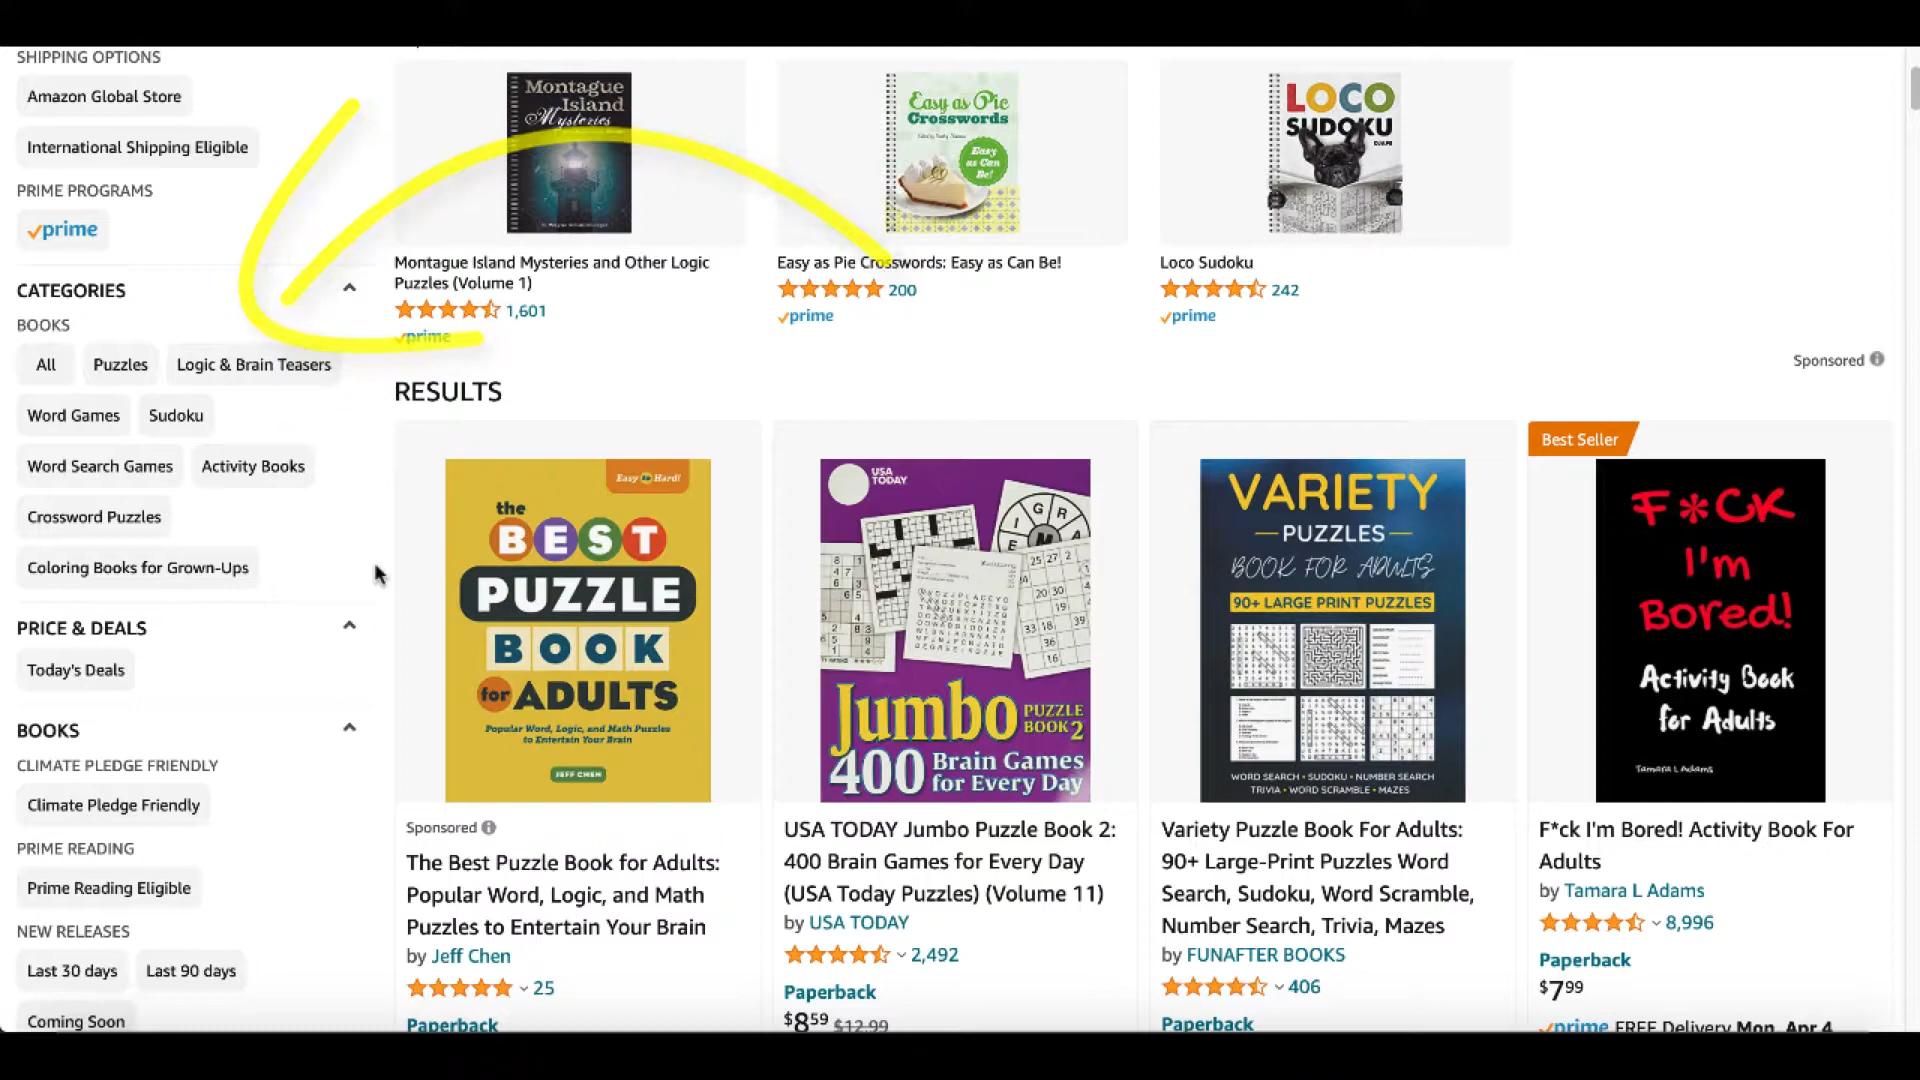 SHIPPING OPTIONS
Amazon Global Store
International Shipping Eligible
PRIME PROGRAMS
prime
CATEGORIES
BOOKS
All
Puzzles
Logic & Brain Teasers
Word Games
Sudoku
Word Search Games
Activity Books
Crossword Puzzles
Coloring Books for Grown-Ups
PRICE & DEALS
Today's Deals
BOOKS
CLIMATE PLEDGE FRIENDLY
Climate Pledge Friendly
PRIME READING
Prime Reading Eligible
NEW RELEASES
Last 30 days
Last 90 days
Coming Soon
Montague
Island
Mysteries
Montague Island Mysteries and Other Logic
Puzzles (Volume 1)
1,601
prime
Easy as Pie
Crosswords
Easy
as Can
Be!
Easy as Pie Crosswords: Easy as Can Be!
200
prime
LOCO
SUDOKU
Loco Sudoku
242
prime
Sponsored
RESULTS
Easy to Hard!
the
BEST
PUZZLE
BOOK
for ADULTS
Popular Word, Logic, and Math Puzzles
to Entertain Your Brain
JEFF CHEN
Sponsored
The Best Puzzle Book for Adults:
Popular Word, Logic, and Math
Puzzles to Entertain Your Brain
by Jeff Chen
25
Paperback
USA
TODAY
Jumbo PUZZLE
BOOK 2
400 Brain Games
for Every Day
USA TODAY Jumbo Puzzle Book 2:
400 Brain Games for Every Day
(USA Today Puzzles) (Volume 11)
by USA TODAY
2,492
Paperback
$8.59 $12.99
VARIETY
PUZZLES
BOOK FOR ADULTS
90+ LARGE PRINT PUZZLES
WORD SEARCH • SUDOKU • NUMBER SEARCH
TRIVIA • WORD SCRAMBLE • MAZES
Variety Puzzle Book For Adults:
90+ Large-Print Puzzles Word
Search, Sudoku, Word Scramble,
Number Search, Trivia, Mazes
by FUNAFTER BOOKS
406
Paperback
Best Seller
F*CK
I'm
Bored!
Activity Book
for Adults
Tamara L Adams
F*ck I'm Bored! Activity Book For
Adults
by Tamara L Adams
8,996
Paperback
$7.99
prime FREE Delivery Mon, Apr 4